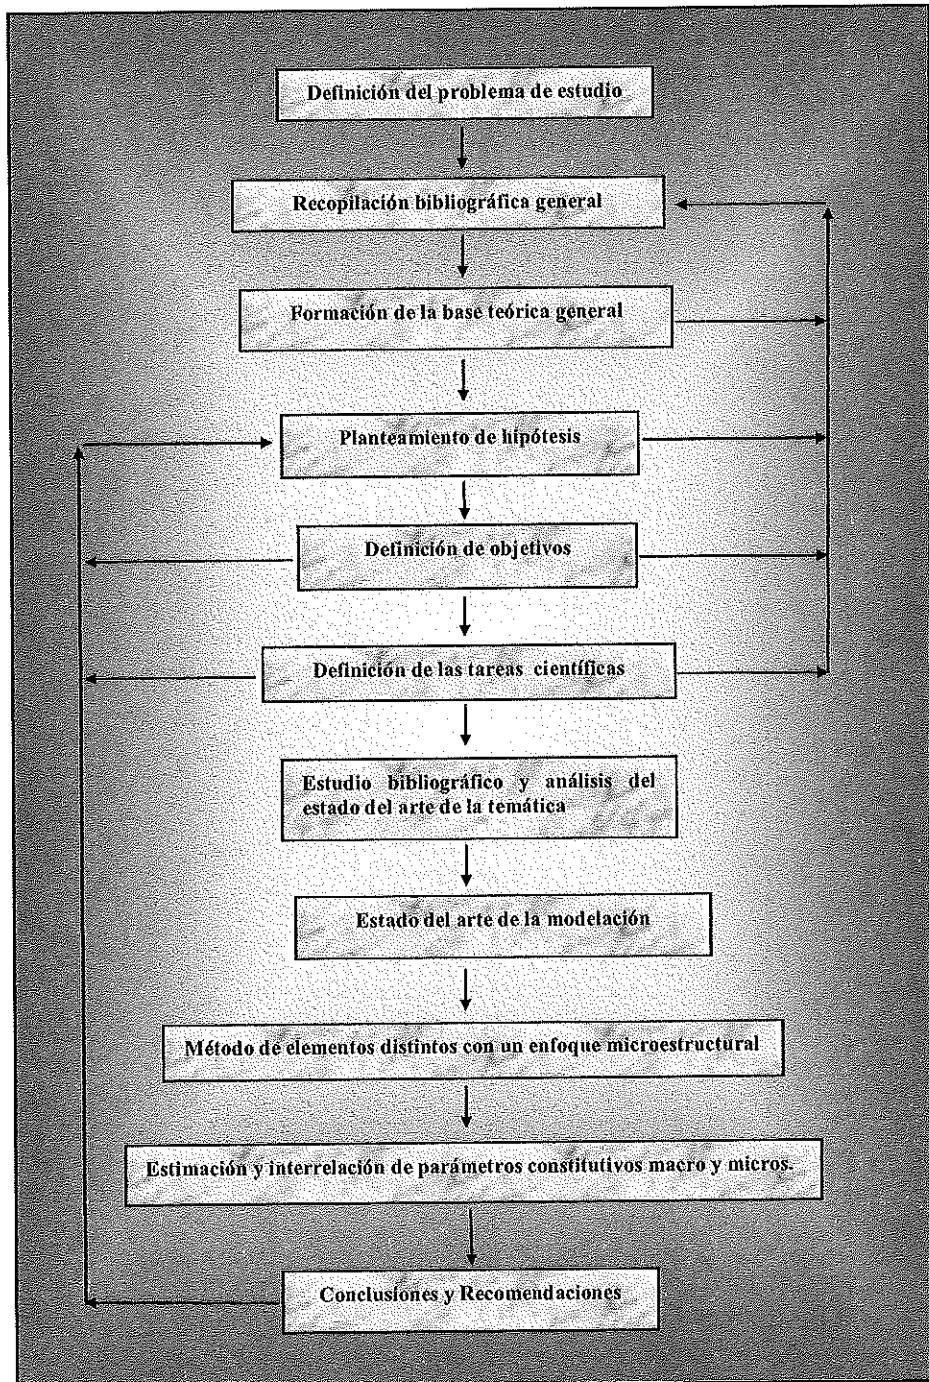 Definición del problema de estudio
Recopilación bibliográfica general
Formación de la base teórica general
Planteamiento de hipótesis
Definición de objetivos
Definición de las tareas científicas
Estudio bibliográfico y análisis del
estado del arte de la temática
Estado del arte de la modelación
Método de elementos distintos con un enfoque microestructural
Estimación y interrelación de parámetros constitutivos macro y micros.
Conclusiones y Recomendaciones